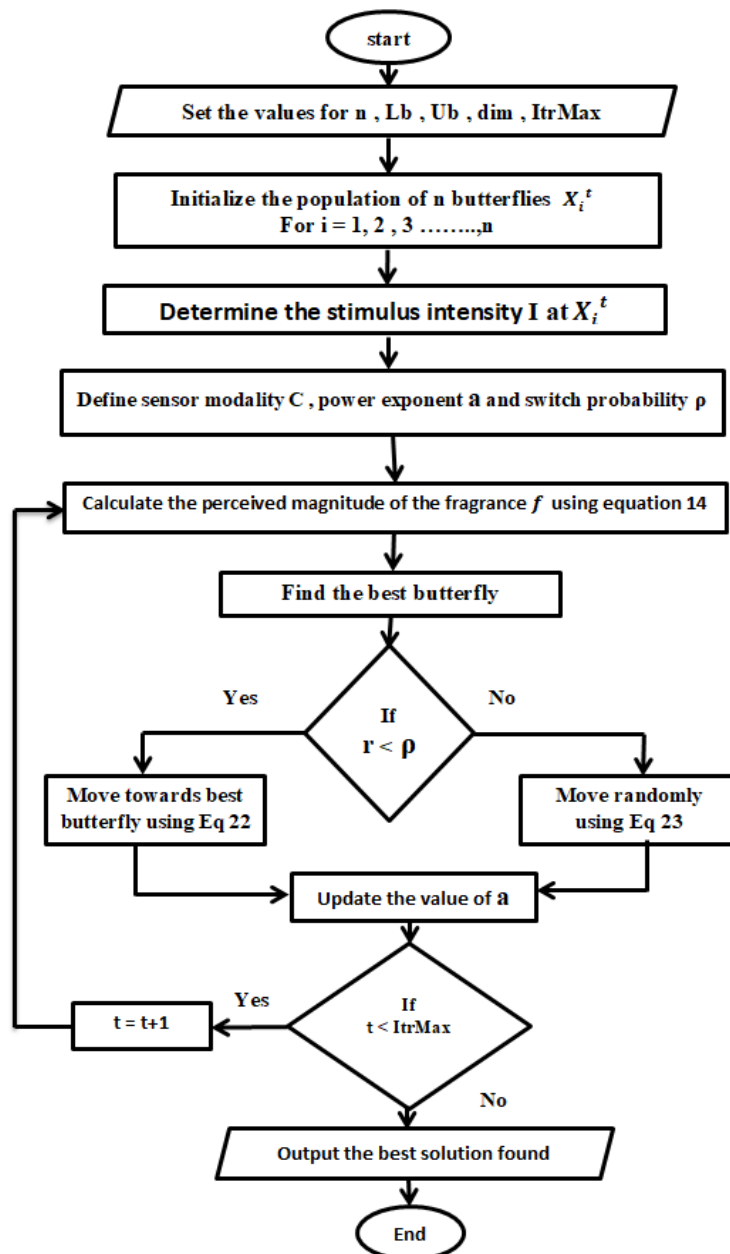 start
Set the values for n , Lb , Ub , dim , ItrMax
Initialize the population of n butterflies X_i^t
For i = 1, 2 , 3 ……..,n
Determine the stimulus intensity I at X_i^t
Define sensor modality C , power exponent a and switch probability ρ
Calculate the perceived magnitude of the fragrance f using equation 14
Find the best butterfly
Yes
No
If
r < ρ
Move towards best
butterfly using Eq 22
Move randomly
using Eq 23
Update the value of a
If
t < ItrMax
Yes
t = t+1
No
Output the best solution found
End